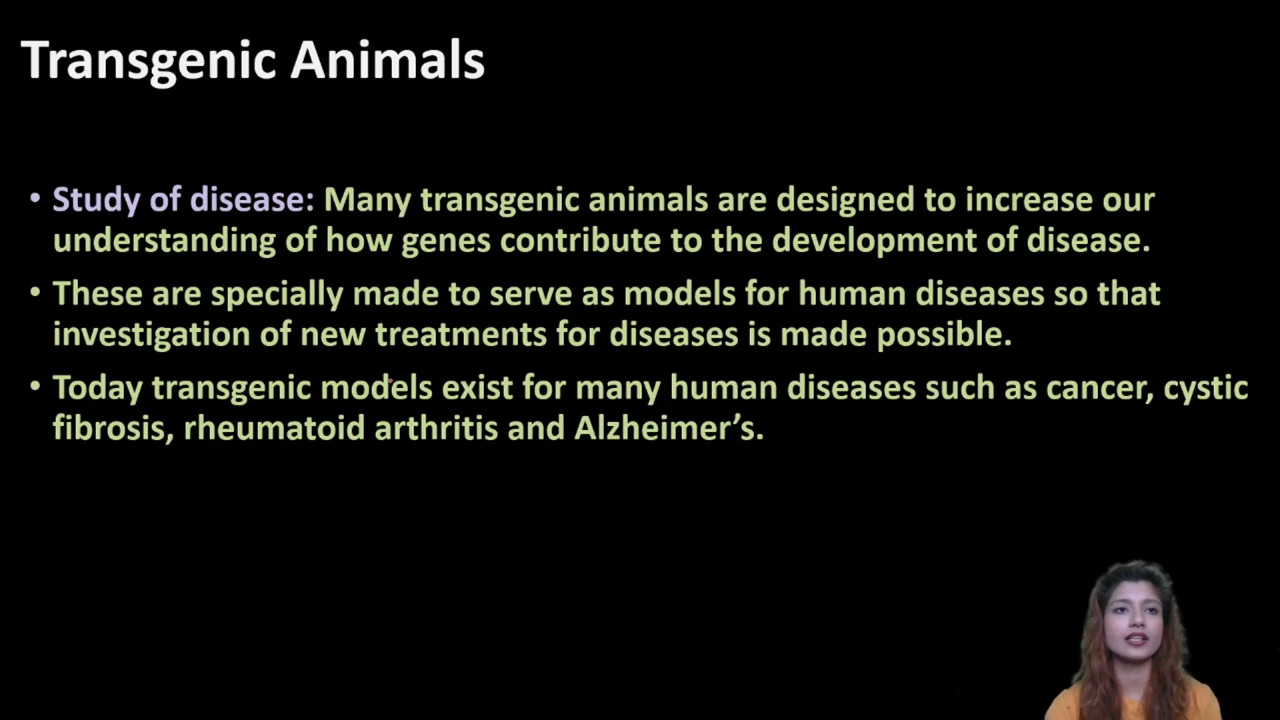 Transgenic Animals
• Study of disease: Many transgenic animals are designed to increase our
understanding of how genes contribute to the development of disease.
• These are specially made to serve as models for human diseases so that
investigation of new treatments for diseases is made possible.
• Today transgenic models exist for many human diseases such as cancer, cystic
fibrosis, rheumatoid arthritis and Alzheimer’s.